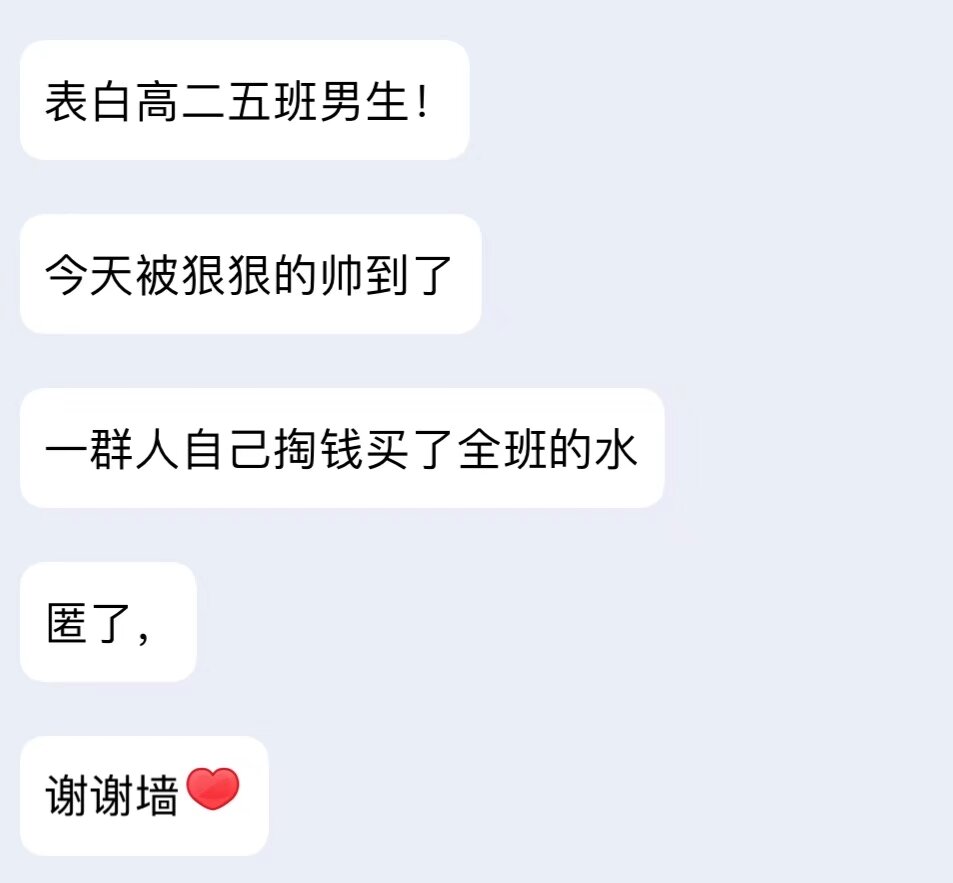 表白高二五班男生！
今天被狠狠的帅到了
一群人自己掏钱买了全班的水
匿了，
谢谢墙❤️